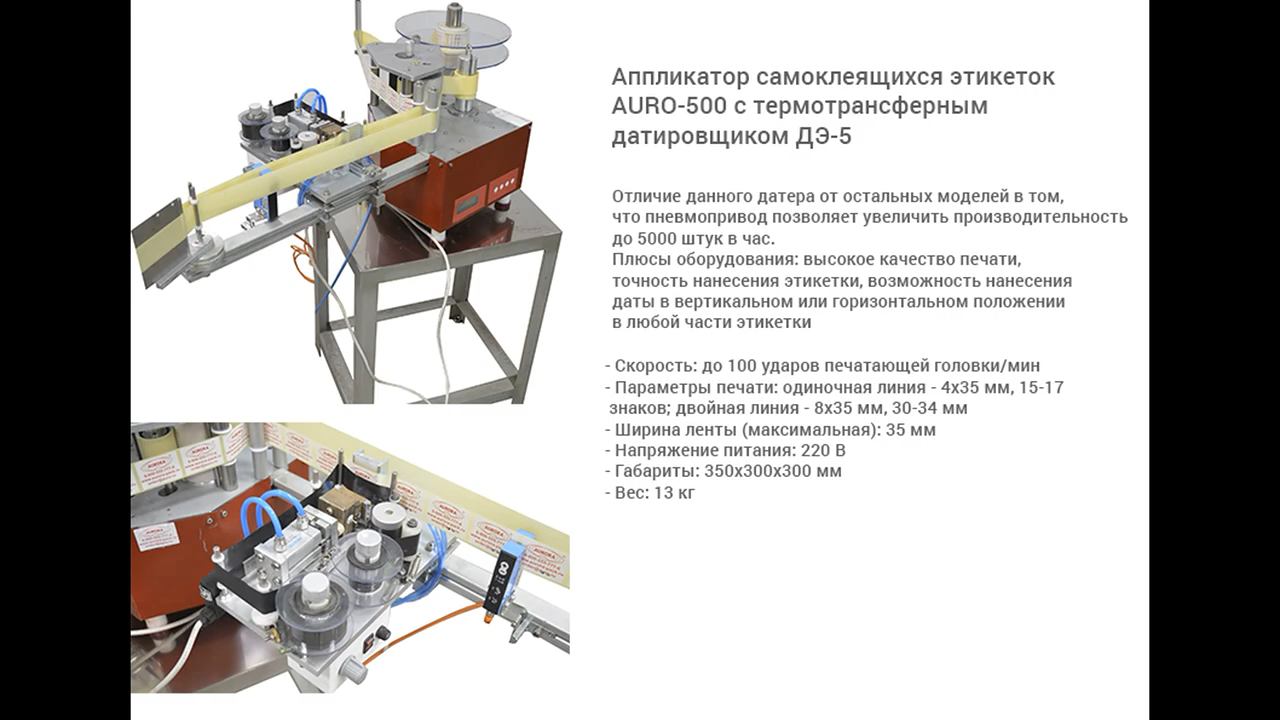 Аппликатор самоклеящихся этикеток
AURO-500 с термотрансферным
датировщиком ДЭ-5
Отличие данного датера от остальных моделей в том,
что пневмопривод позволяет увеличить производительность
до 5000 штук в час.
Плюсы оборудования: высокое качество печати,
точность нанесения этикетки, возможность нанесения
даты в вертикальном или горизонтальном положении
в любой части этикетки
- Скорость: до 100 ударов печатающей головки/мин
- Параметры печати: одиночная линия - 4х35 мм, 15-17
знаков; двойная линия - 8х35 мм, 30-34 мм
- Ширина ленты (максимальная): 35 мм
- Напряжение питания: 220 В
- Габариты: 350х300х300 мм
- Вес: 13 кг